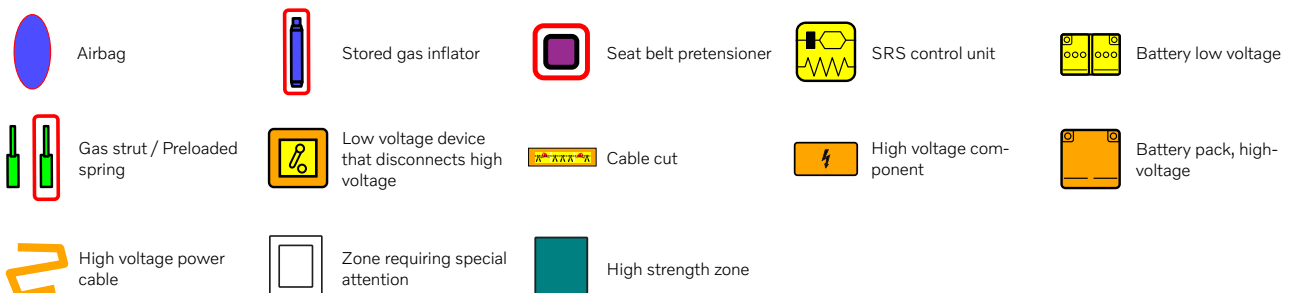 Airbag
Stored gas inflator
Seat belt pretensioner
SRS control unit
Battery low voltage
Gas strut / Preloaded
spring
Low voltage device
that disconnects high
voltage
Cable cut
High voltage com-
ponent
Battery pack, high-
voltage
High voltage power
cable
Zone requiring special
attention
High strength zone